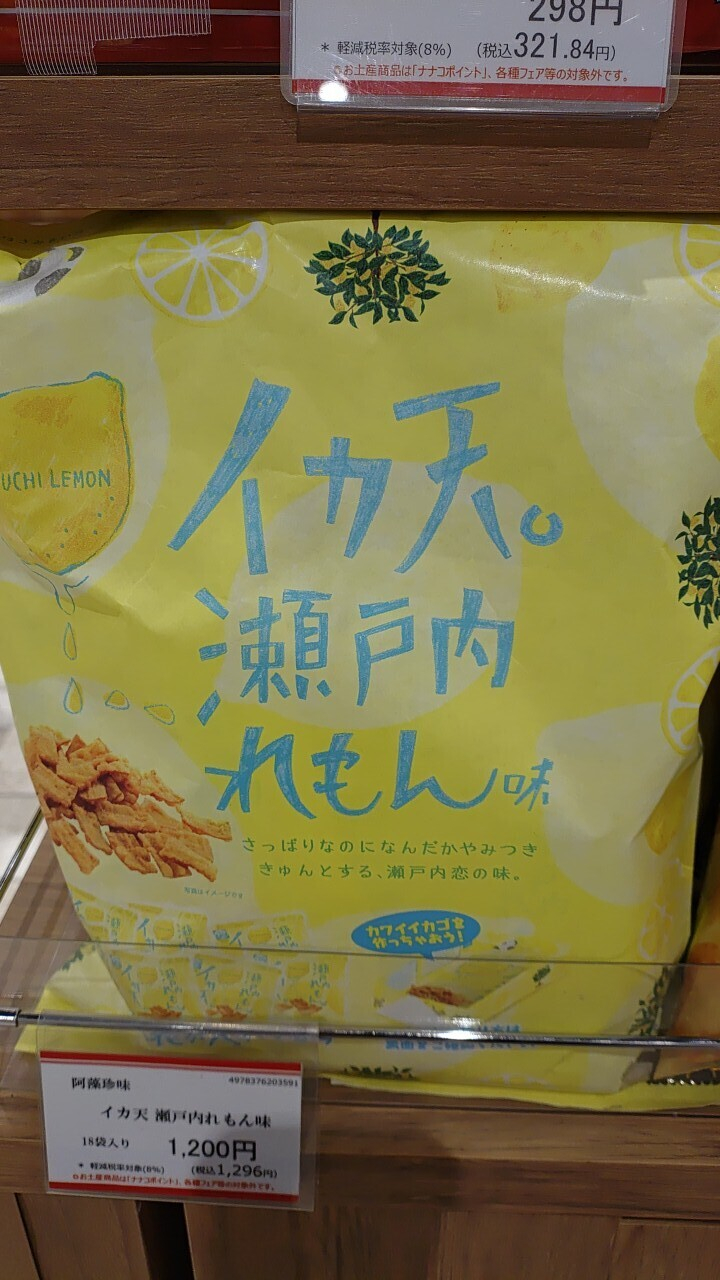 298円
* 軽減税率対象(8%) (税込321.84円)
※お土産商品は「ナナコポイント」、各種フェア等の対象外です。
UCHI LEMON
イカ天。
瀬戸内
れもん味
さっぱりなのになんだかやみつき
きゅんとする、瀬戸内恋の味。
写真はイメージです
カワイイカゴを
作っちゃおう!
阿藻珍味 4978376203591
イカ天 瀬戸内れもん味
18袋入り 1,200円
* 軽減税率対象(8%) (税込1,296円)
※お土産商品は「ナナコポイント」、各種フェア等の対象外です。